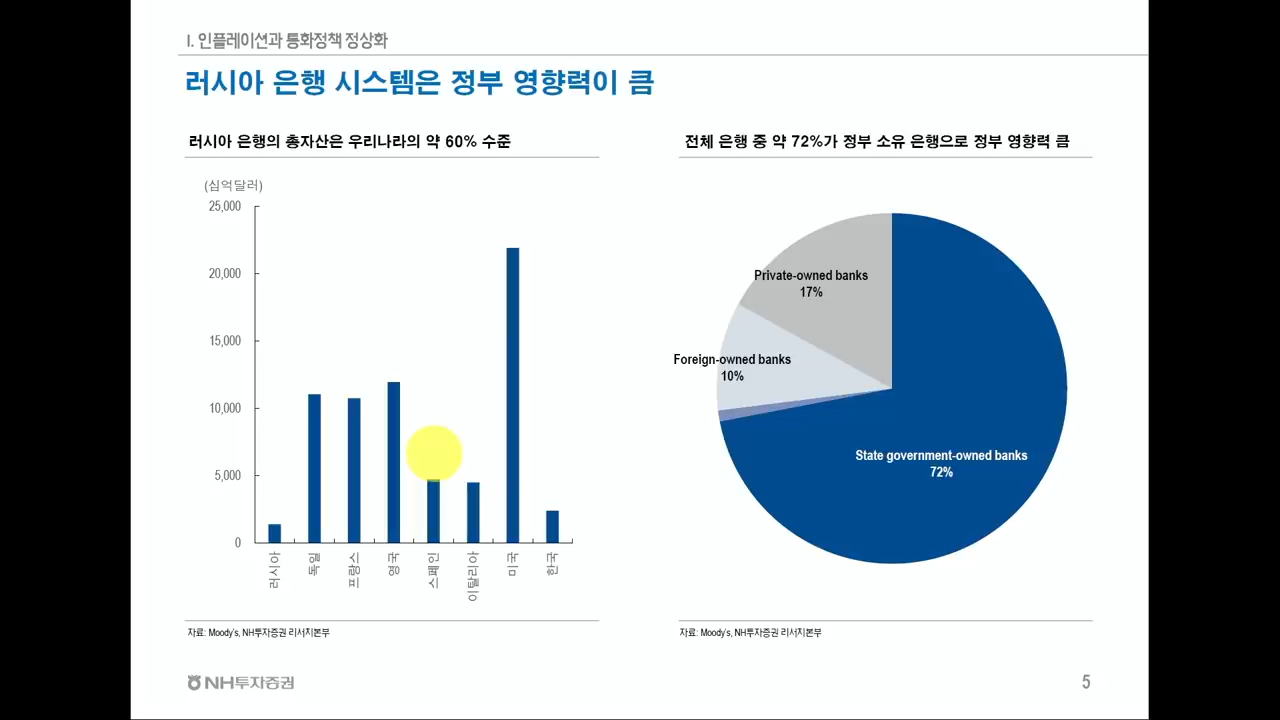 I. 인플레이션과 통화정책 정상화
러시아 은행 시스템은 정부 영향력이 큼
러시아 은행의 총자산은 우리나라의 약 60% 수준
(십억달러)
25,000
20,000
15,000
10,000
5,000
0
러시아
독일
프랑스
영국
스페인
이탈리아
미국
한국
자료: Moody's, NH투자증권 리서치본부
전체 은행 중 약 72%가 정부 소유 은행으로 정부 영향력 큼
Private-owned banks
17%
Foreign-owned banks
10%
State government-owned banks
72%
자료: Moody's, NH투자증권 리서치본부
NH투자증권
5